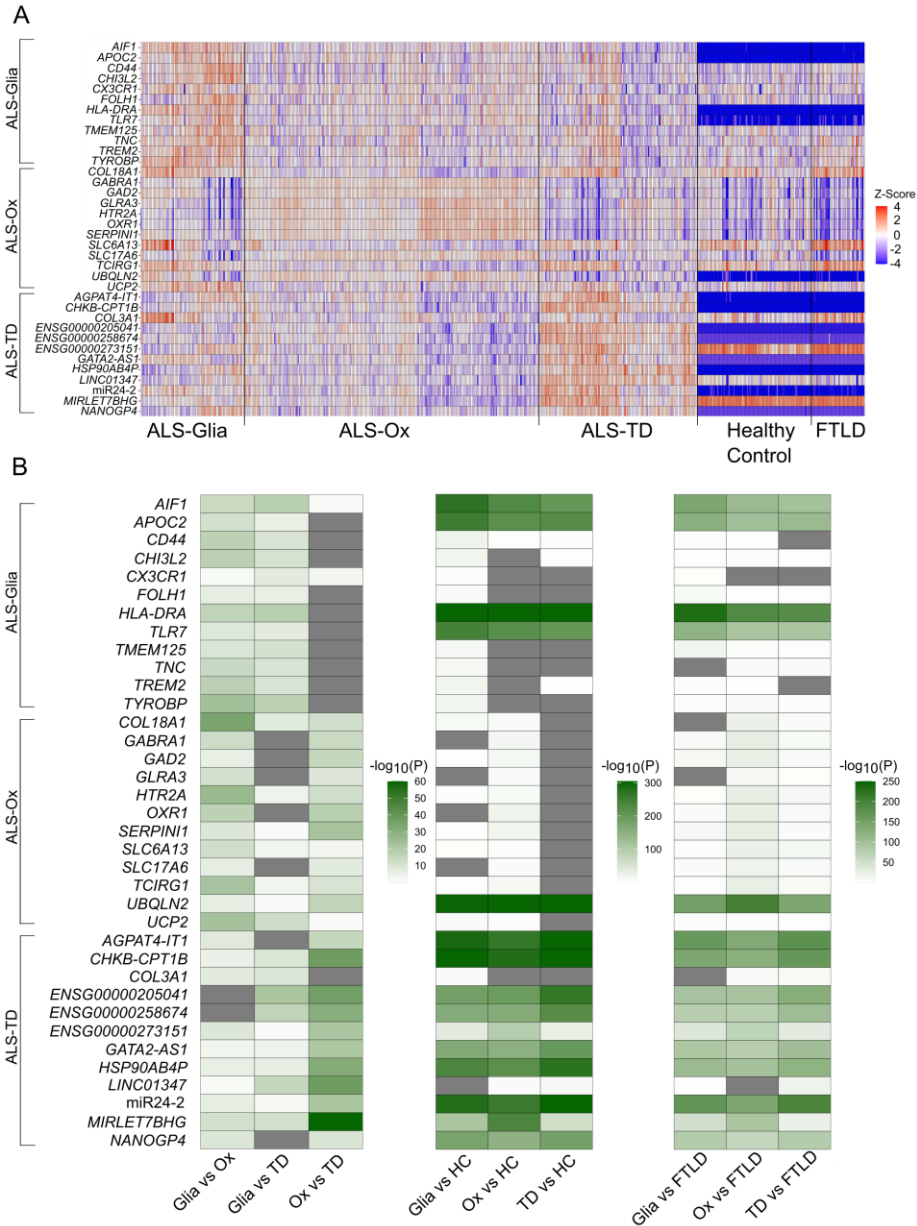 A
ALS-Glia
AIF1
APOC2
CD44
CHI3L2
CX3CR1
FOLH1
HLA-DRA
TLR7
TMEM125
TNC
TREM2
TYROBP
ALS-Ox
COL18A1
GABRA1
GAD2
GLRA3
HTR2A
OXR1
SERPINI1
SLC6A13
SLC17A6
TCIRG1
UBQLN2
UCP2
ALS-TD
AGPAT4-IT1
CHKB-CPT1B
COL3A1
ENSG00000205041
ENSG00000258674
ENSG00000273151
GATA2-AS1
HSP90AB4P
LINC01347
miR24-2
MIRLET7BHG
NANOGP4
Z-Score
4
2
0
-2
-4
ALS-Glia
ALS-Ox
ALS-TD
Healthy
Control
FTLD
B
ALS-Glia
AIF1
APOC2
CD44
CHI3L2
CX3CR1
FOLH1
HLA-DRA
TLR7
TMEM125
TNC
TREM2
TYROBP
ALS-Ox
COL18A1
GABRA1
GAD2
GLRA3
HTR2A
OXR1
SERPINI1
SLC6A13
SLC17A6
TCIRG1
UBQLN2
UCP2
ALS-TD
AGPAT4-IT1
CHKB-CPT1B
COL3A1
ENSG00000205041
ENSG00000258674
ENSG00000273151
GATA2-AS1
HSP90AB4P
LINC01347
miR24-2
MIRLET7BHG
NANOGP4
-log10(P)
60
50
40
30
20
10
-log10(P)
300
200
100
-log10(P)
250
200
150
100
50
Glia vs Ox
Glia vs TD
Ox vs TD
Glia vs HC
Ox vs HC
TD vs HC
Glia vs FTLD
Ox vs FTLD
TD vs FTLD